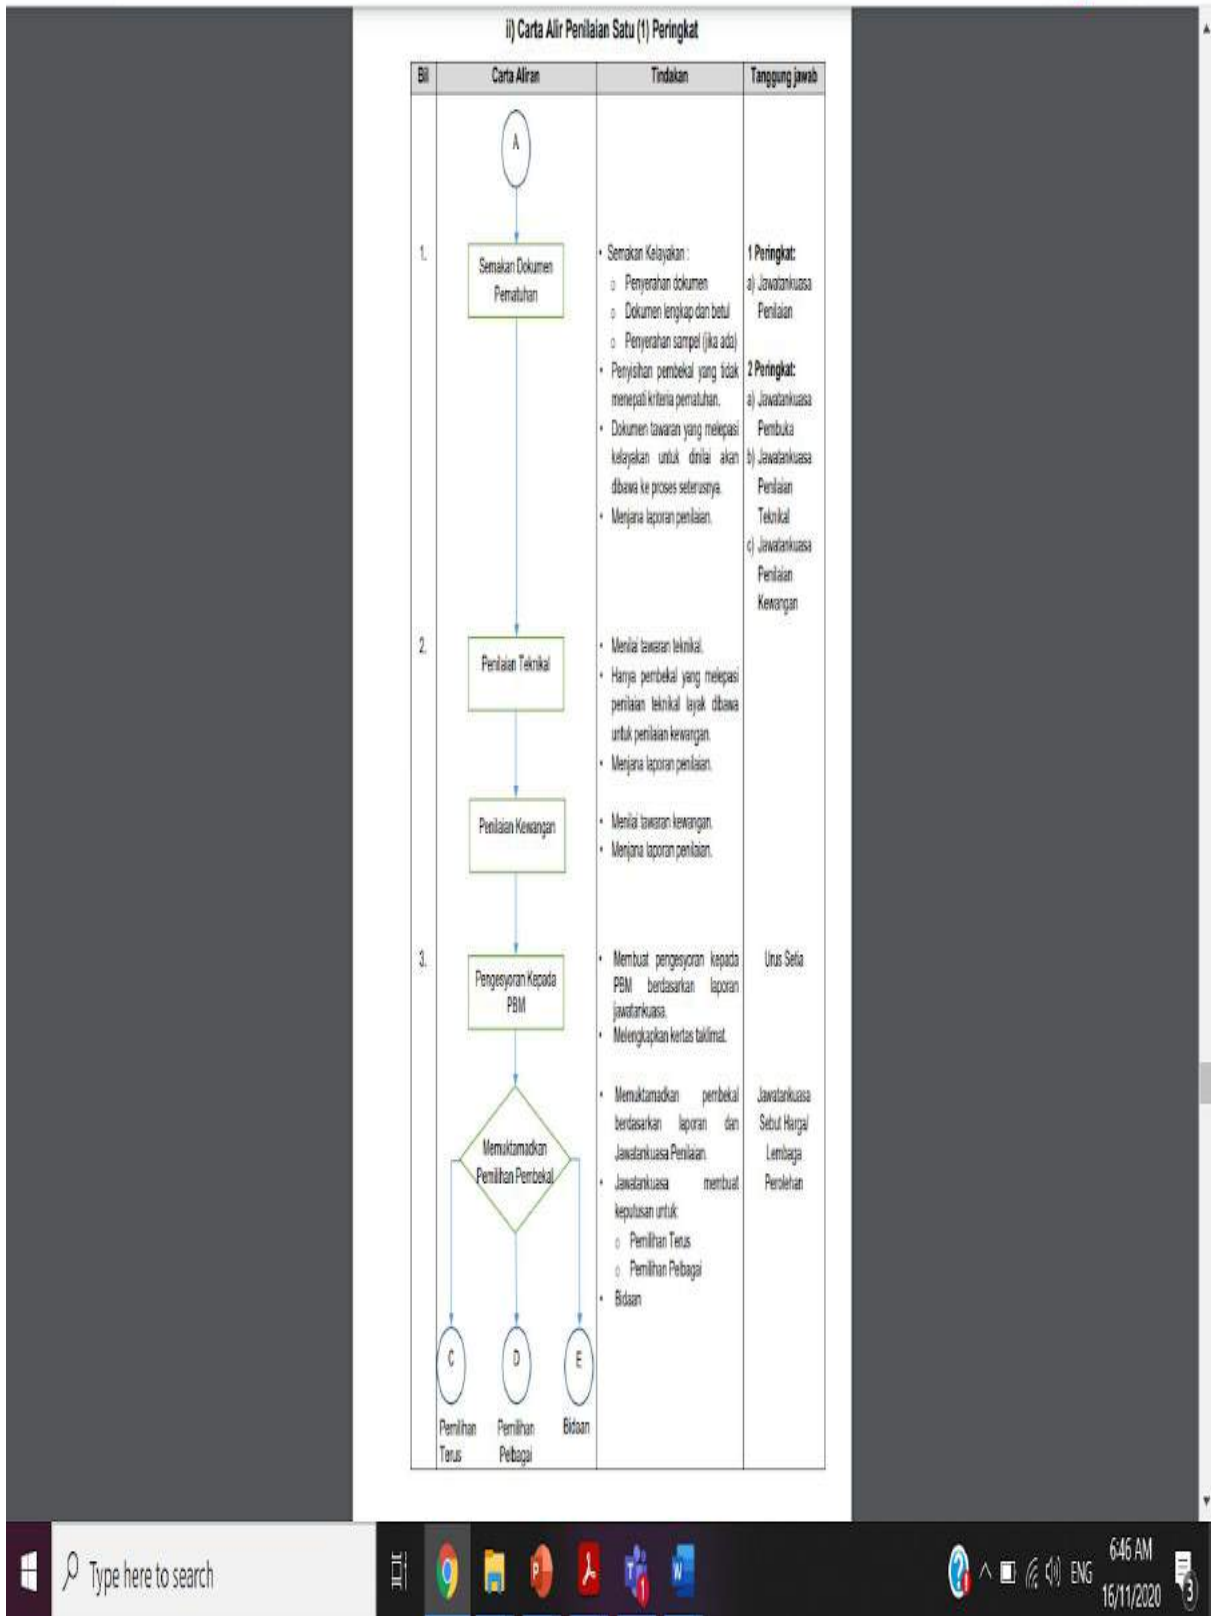 ii) Carta Alir Penilaian Satu (1) Peringkat
Bil Carta Aliran Tindakan Tanggung jawab
A
1.
Semakan Dokumen
Pematuhan
• Semakan Kelayakan :
o Penyerahan dokumen
o Dokumen lengkap dan betul
o Penyerahan sampel (jika ada)
• Penyisihan pembekal yang tidak
menepati kriteria pematuhan.
• Dokumen tawaran yang melepasi
kelayakan untuk dinilai akan
dibawa ke proses seterusnya.
• Menjana laporan penilaian.
1 Peringkat:
a) Jawatankuasa
Penilaian
2 Peringkat:
a) Jawatankuasa
Pembuka
b) Jawatankuasa
Penilaian
Teknikal
c) Jawatankuasa
Penilaian
Kewangan
2.
Penilaian Teknikal
• Menilai tawaran teknikal.
• Hanya pembekal yang melepasi
penilaian teknikal layak dibawa
untuk penilaian kewangan.
• Menjana laporan penilaian.
Penilaian Kewangan
• Menilai tawaran kewangan.
• Menjana laporan penilaian.
3.
Pengesyoran Kepada
PBM
• Membuat pengesyoran kepada
PBM berdasarkan laporan
jawatankuasa.
• Melengkapkan kertas taklimat.
Urus Setia
Memuktamadkan
Pemilihan Pembekal
• Memuktamadkan pembekal
berdasarkan laporan dan
Jawatankuasa Penilaian.
• Jawatankuasa membuat
keputusan untuk:
o Pemilihan Terus
o Pemilihan Pelbagai
• Bidaan
Jawatankuasa
Sebut Harga/
Lembaga
Perolehan
C D E
Pemilihan
Terus
Pemilihan
Pelbagai
Bidaan
Type here to search
ENG
6:46 AM
16/11/2020
3